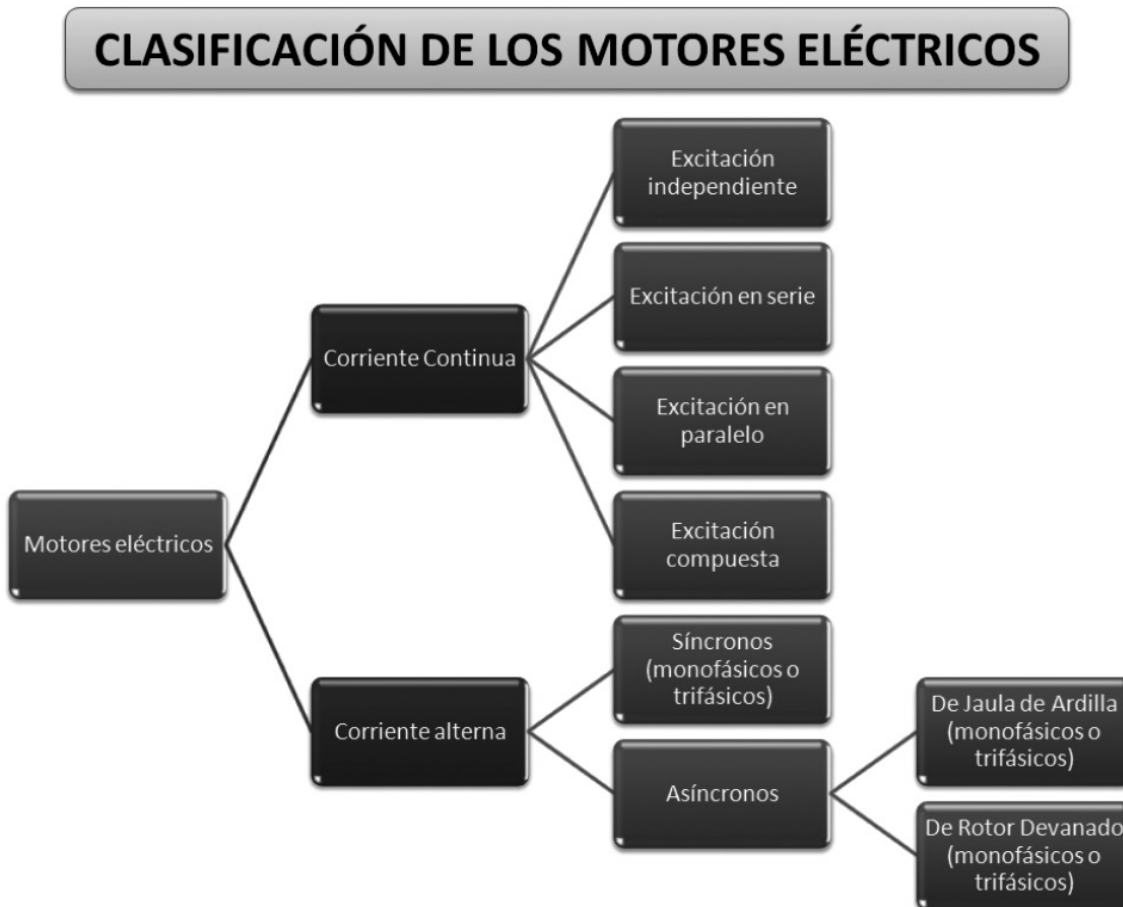 CLASIFICACIÓN DE LOS MOTORES ELÉCTRICOS
Motores eléctricos
Corriente Continua
Excitación
independiente
Excitación en serie
Excitación en
paralelo
Excitación
compuesta
Corriente alterna
Síncronos
(monofásicos o
trifásicos)
Asíncronos
De Jaula de Ardilla
(monofásicos o
trifásicos)
De Rotor Devanado
(monofásicos o
trifásicos)